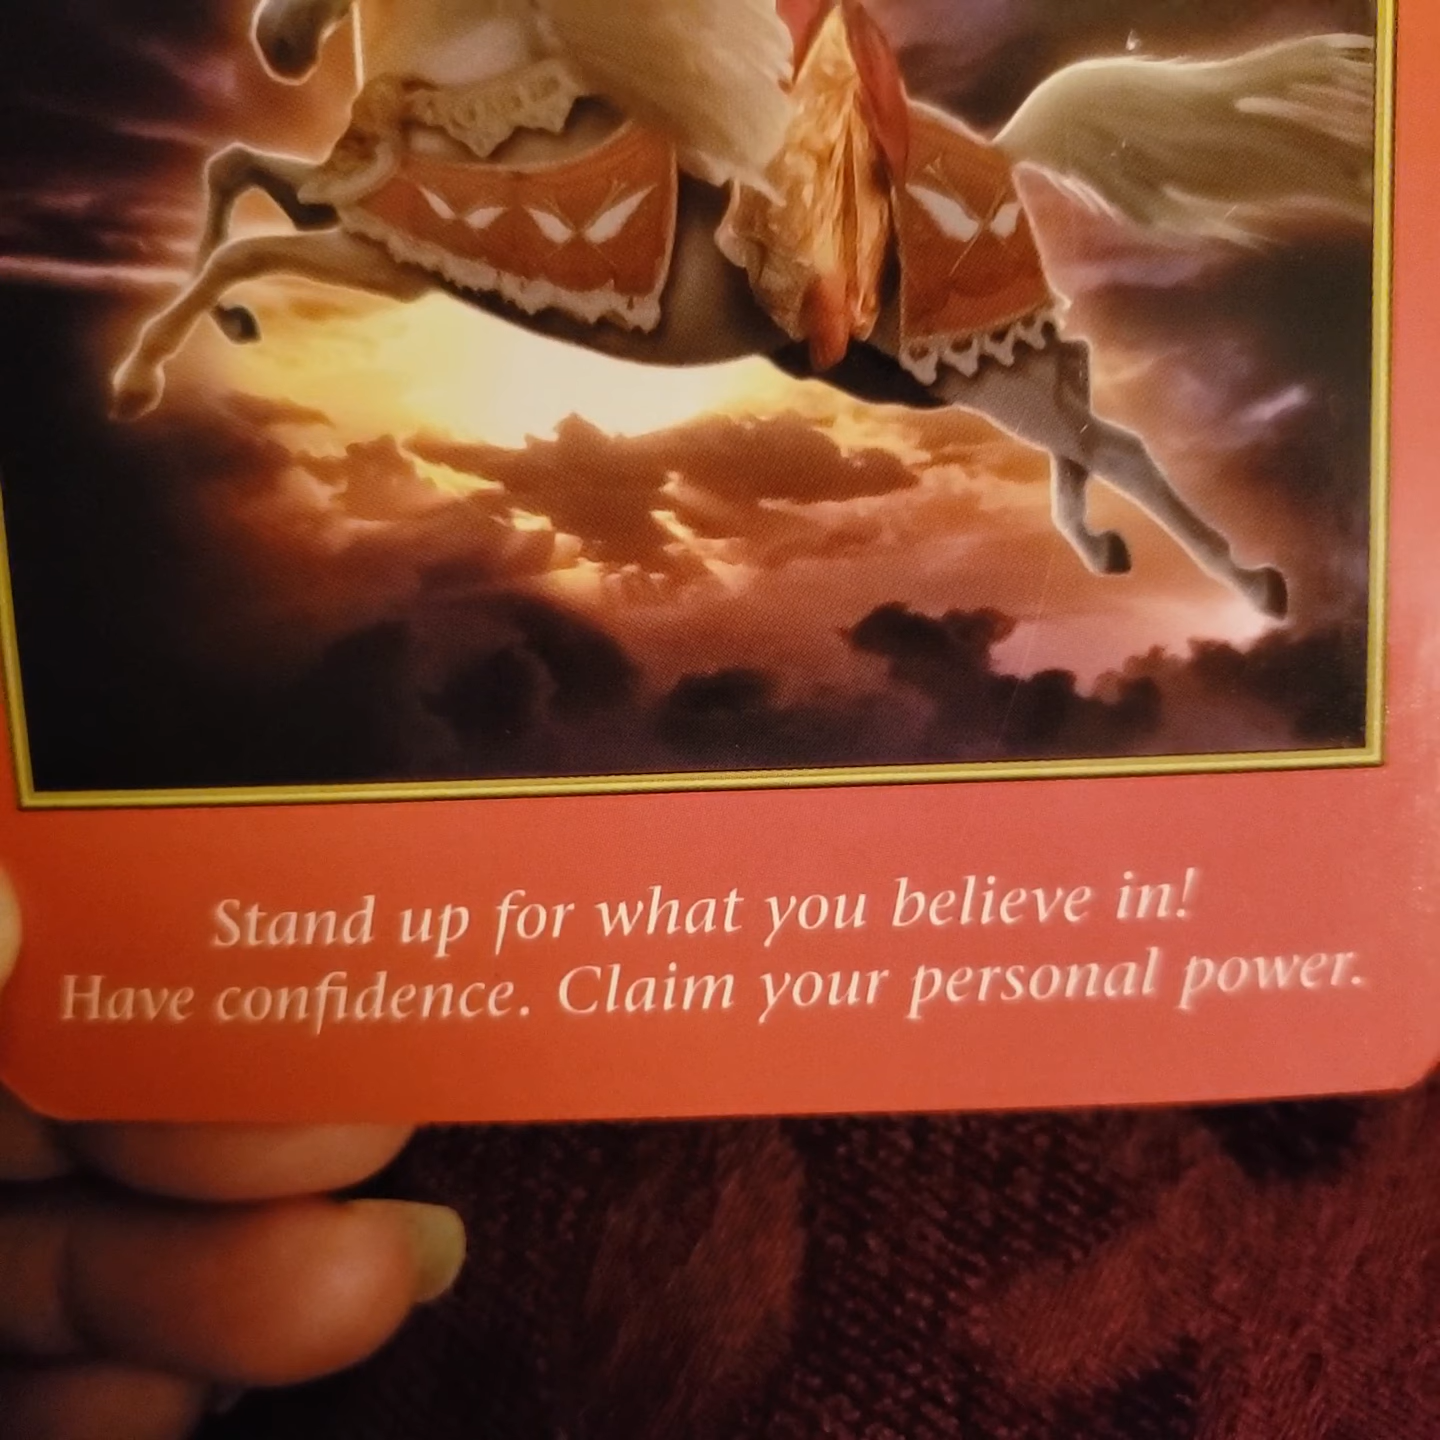 Stand up for what you believe in!
Have confidence. Claim your personal power.